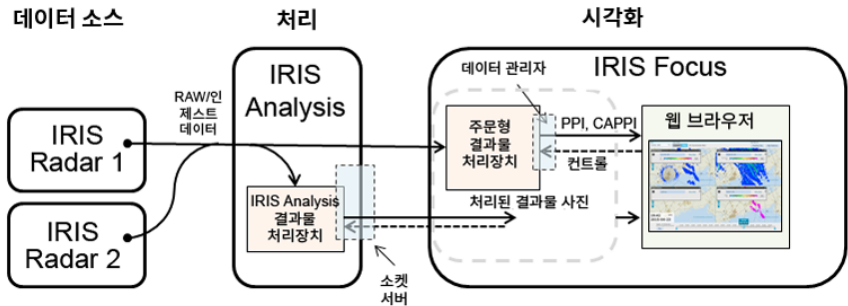 데이터 소스
처리
시각화
IRIS
Radar 1
IRIS
Radar 2
RAW/인
제스트
데이터
IRIS
Analysis
IRIS Analysis
결과물
처리장치
소켓
서버
IRIS Focus
데이터 관리자
주문형
결과물
처리장치
PPI, CAPPI
컨트롤
처리된 결과물 사진
웹 브라우저